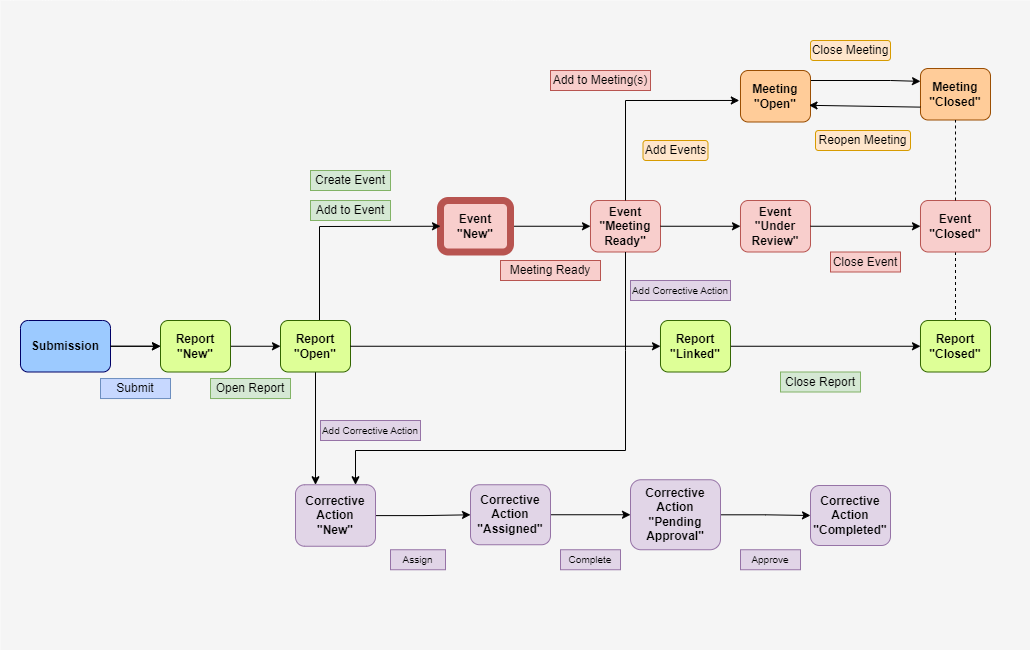 Close Meeting
Add to Meeting(s)
Meeting
"Open"
Meeting
"Closed"
Reopen Meeting
Add Events
Create Event
Add to Event
Event
"New"
Event
"Meeting
Ready"
Event
"Under
Review"
Event
"Closed"
Meeting Ready
Close Event
Add Corrective Action
Submission
Report
"New"
Report
"Open"
Report
"Linked"
Report
"Closed"
Submit
Open Report
Close Report
Add Corrective Action
Corrective
Action
"New"
Corrective
Action
"Assigned"
Corrective
Action
"Pending
Approval"
Corrective
Action
"Completed"
Assign
Complete
Approve